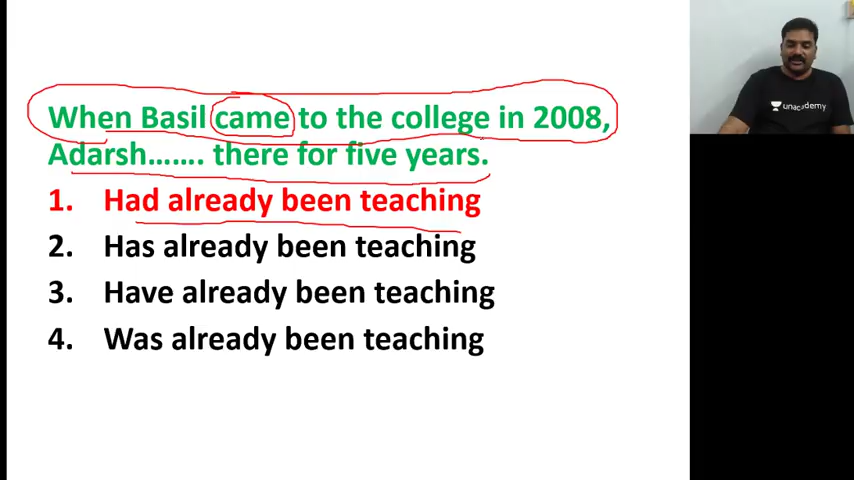 When Basil came to the college in 2008,
Adarsh……. there for five years.
1. Had already been teaching
2. Has already been teaching
3. Have already been teaching
4. Was already been teaching
unacademy